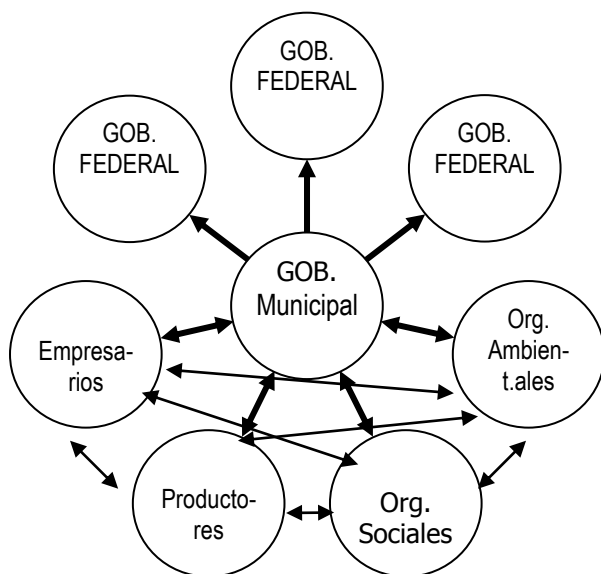 GOB.
FEDERAL
GOB.
FEDERAL
GOB.
FEDERAL
GOB.
Municipal
Empresa-
rios
Org.
Ambien-
t.ales
Producto-
res
Org.
Sociales